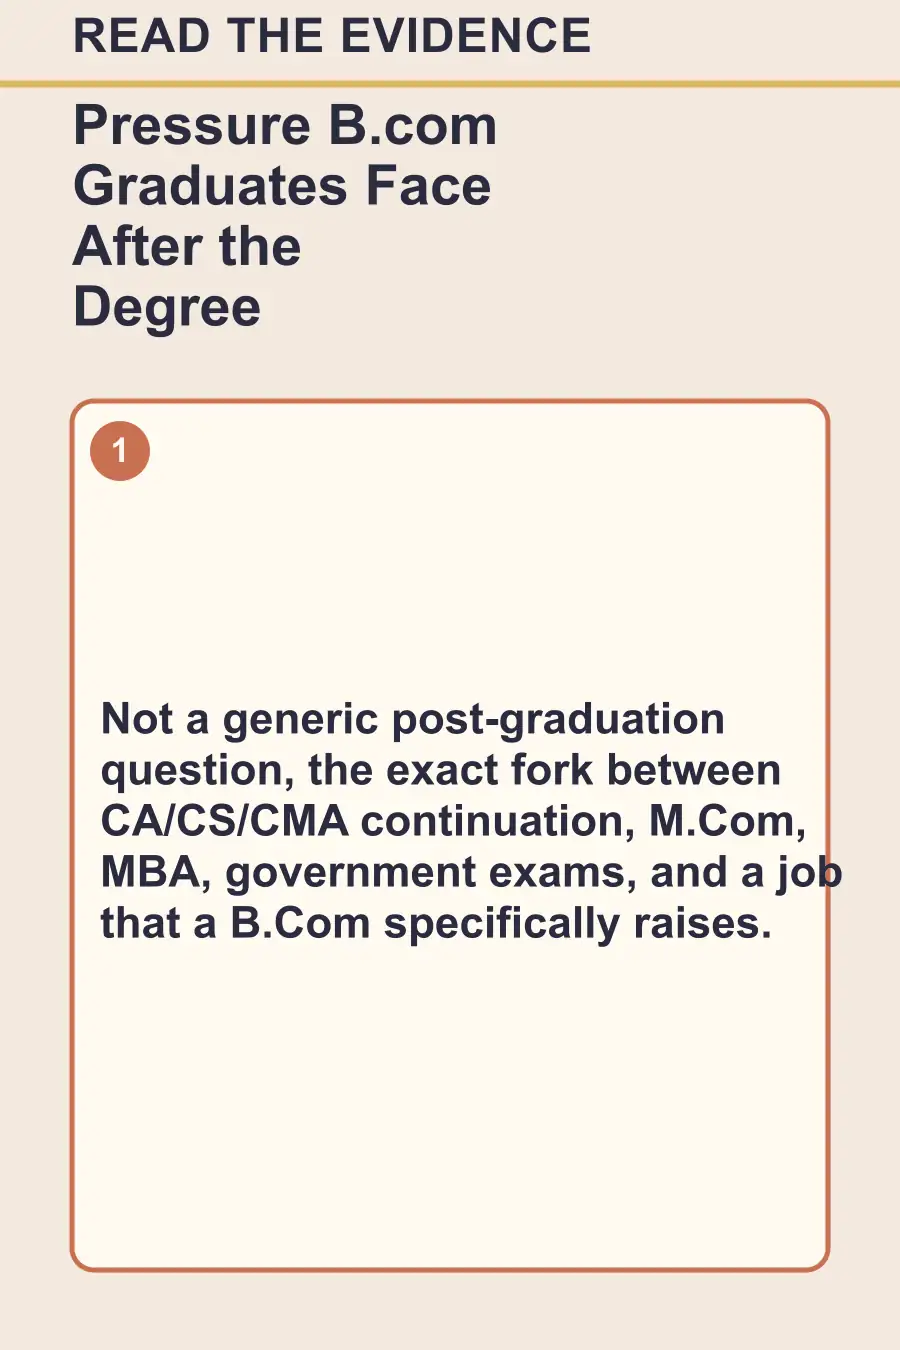 READ THE EVIDENCE
Pressure B.com
Graduates Face
After the
Degree
1
Not a generic post-graduation
question, the exact fork between
CA/CS/CMA continuation, M.Com,
MBA, government exams, and a job
that a B.Com specifically raises.